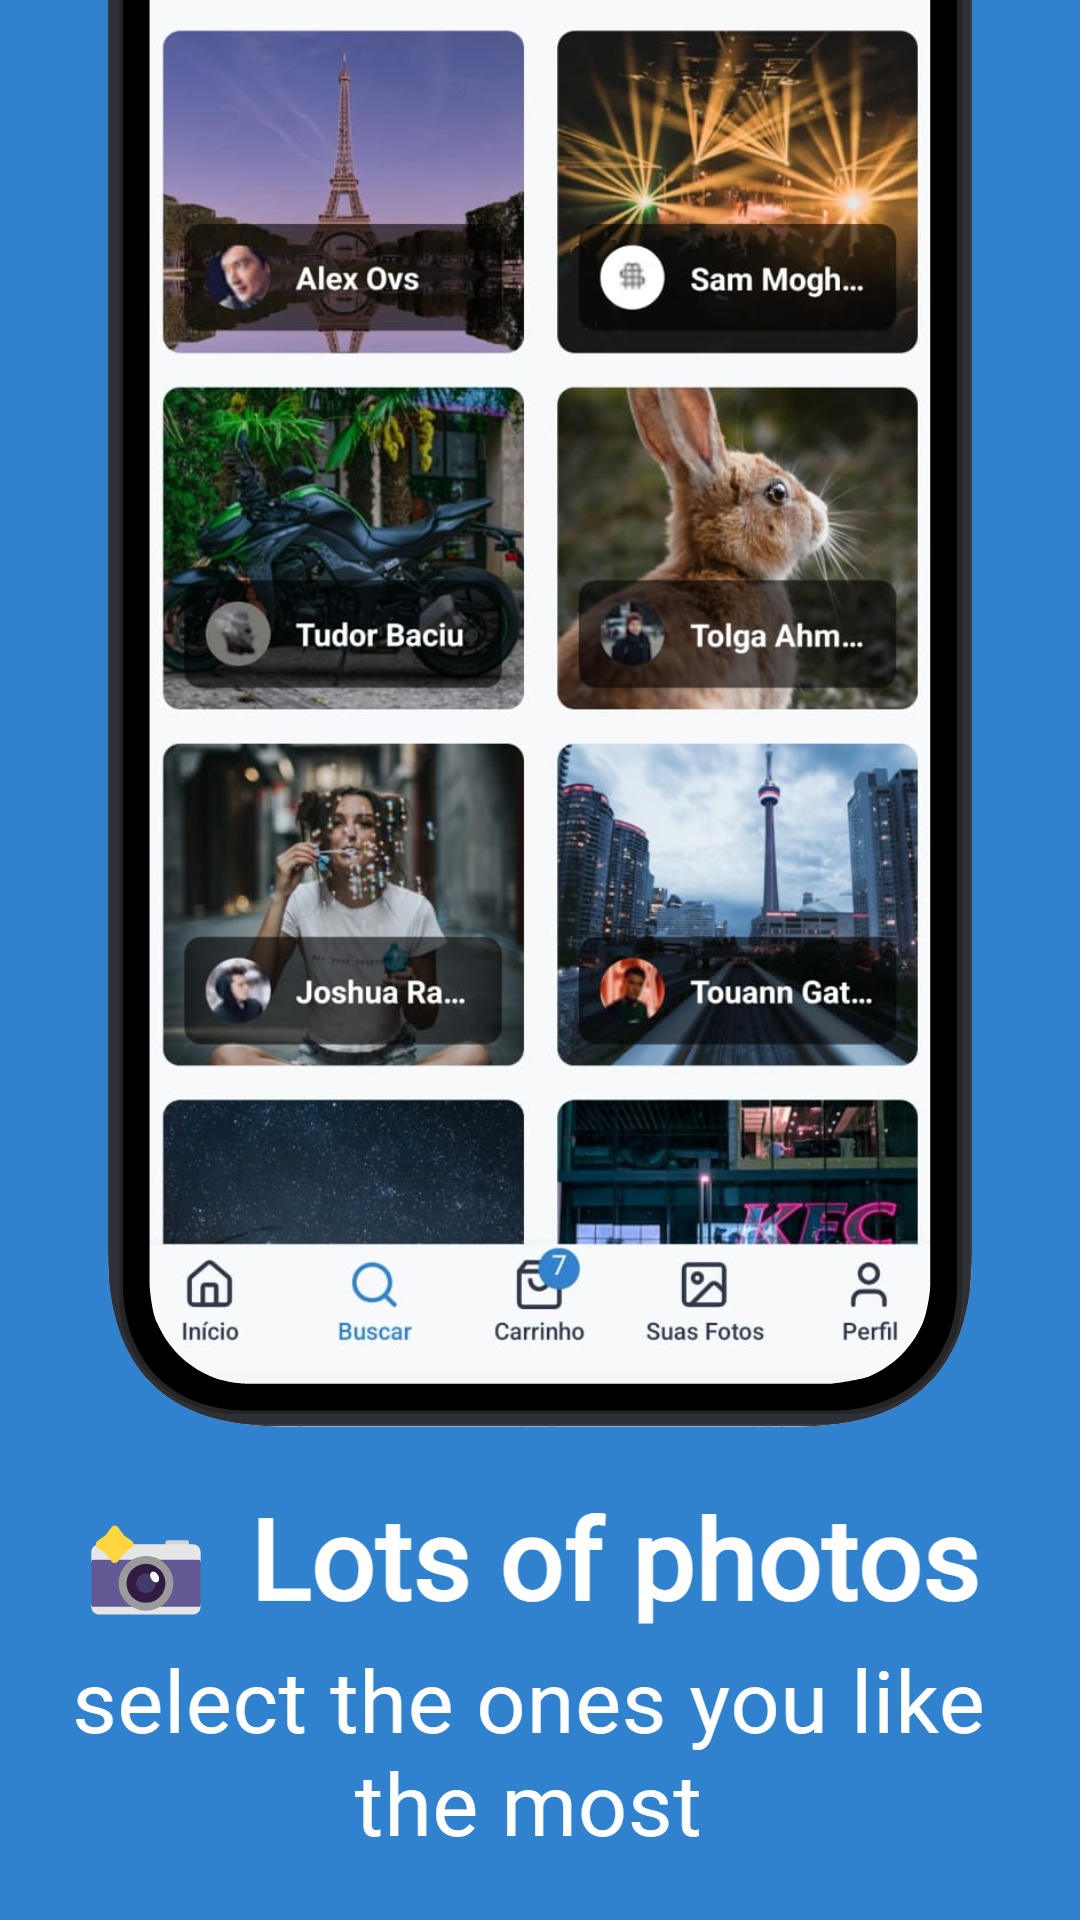 Alex Ovs
Sam Mogh...
Tudor Baciu
Tolga Ahm...
Joshua Ra...
Touann Gat...
KFC
7
Início
Buscar
Carrinho
Suas Fotos
Perfil
Lots of photos
select the ones you like
the most